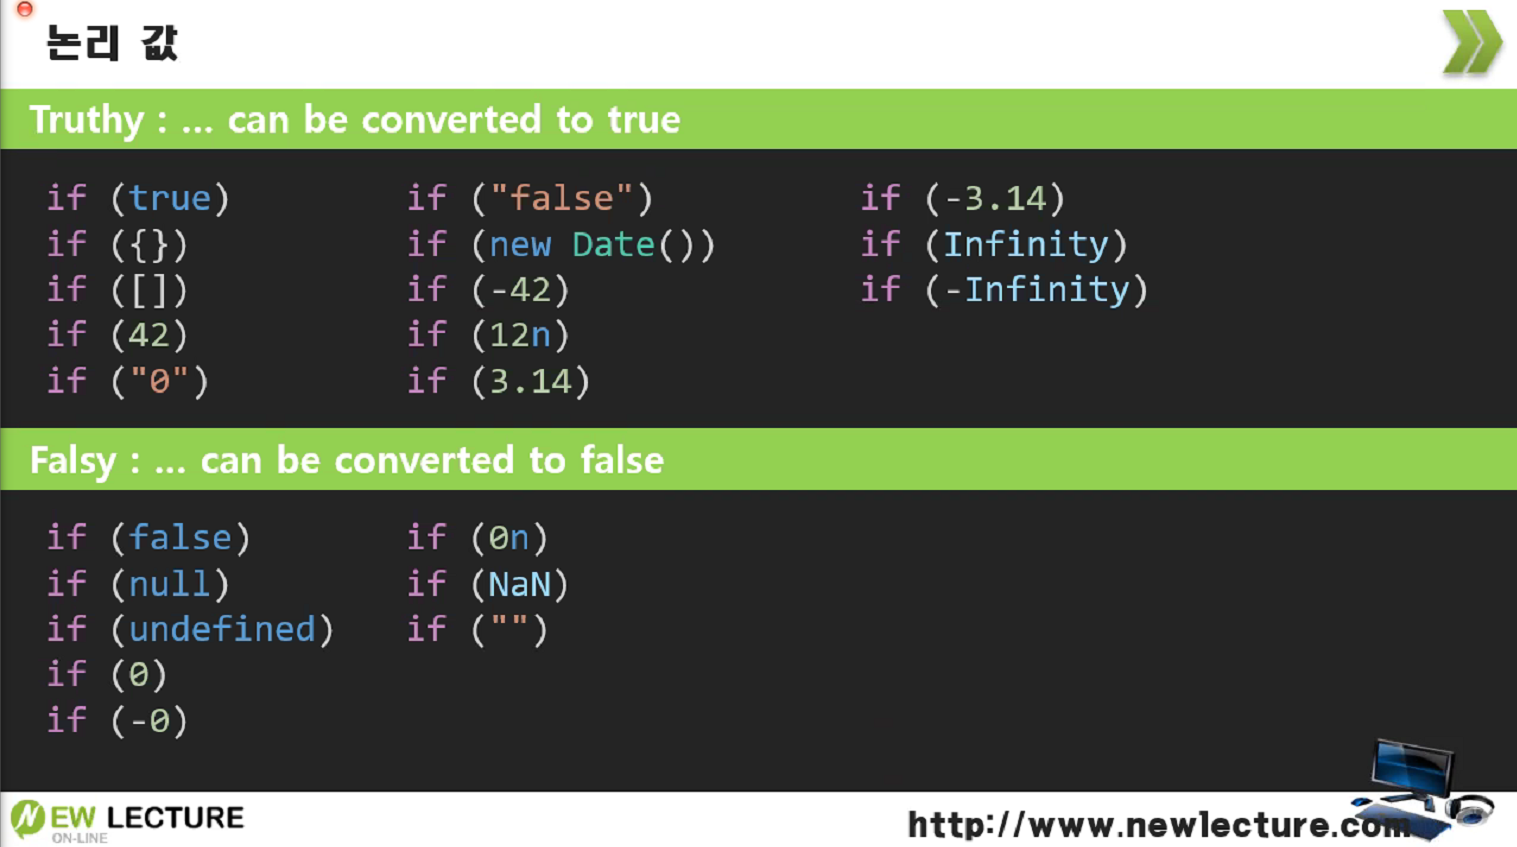 논리 값
Truthy : ... can be converted to true
if (true)
if ({})
if ([])
if (42)
if ("0")
if ("false")
if (new Date())
if (-42)
if (12n)
if (3.14)
if (-3.14)
if (Infinity)
if (-Infinity)
Falsy : ... can be converted to false
if (false)
if (null)
if (undefined)
if (0)
if (-0)
if (0n)
if (NaN)
if ("")
NEW LECTURE
ON-LINE
http://www.newlecture.com